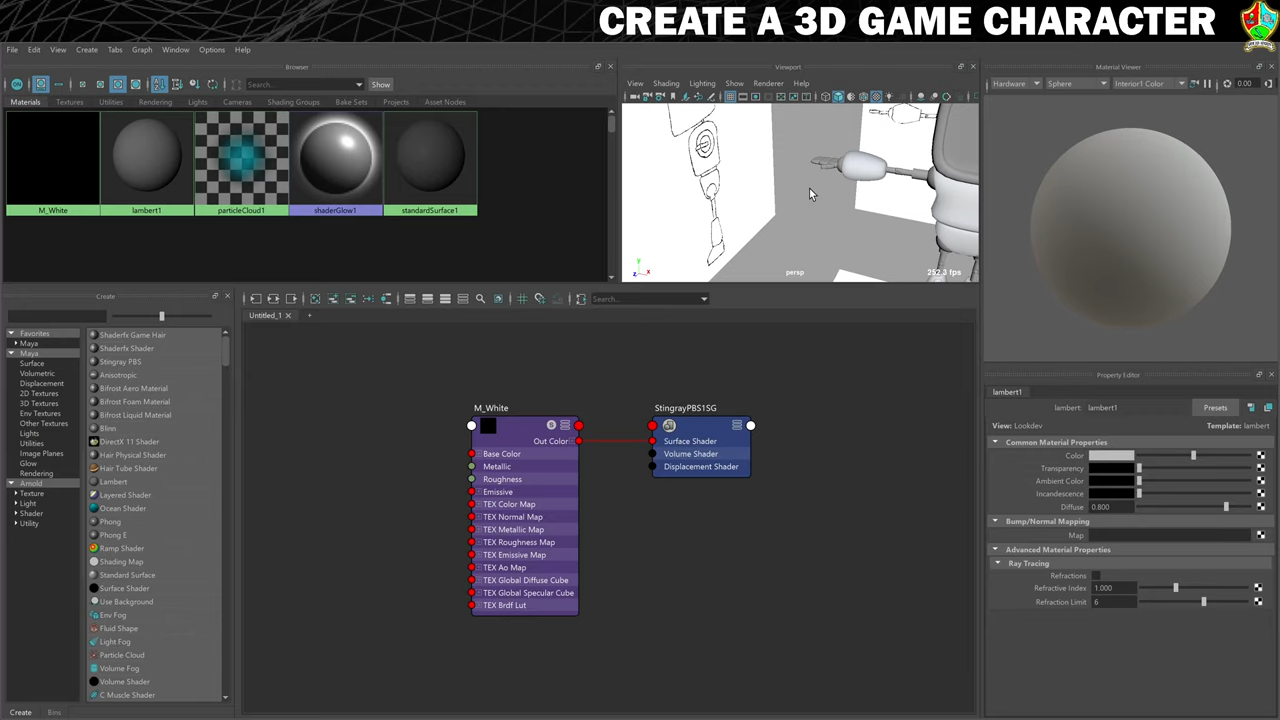 CREATE A 3D GAME CHARACTER
File Edit View Create Tabs Graph Window Options Help
Browser
Viewport
Material Viewer
Search...
Show
View Shading Lighting Show Renderer Help
Hardware Sphere Interior1 Color 0.00
Materials Textures Utilities Rendering Lights Cameras Shading Groups Bake Sets Projects Asset Nodes
M_White lambert1 particleCloud1 shaderGlow1 standardSurface1
persp
252.3 fps
y
z x
Create
Search...
Untitled_1
+
Favorites
Maya
Maya
Surface
Volumetric
Displacement
2D Textures
3D Textures
Env Textures
Other Textures
Lights
Utilities
Image Planes
Glow
Rendering
Arnold
Texture
Light
Shader
Utility
Shaderfx Game Hair
Shaderfx Shader
Stingray PBS
Anisotropic
Bifrost Aero Material
Bifrost Foam Material
Bifrost Liquid Material
Blinn
DirectX 11 Shader
Hair Physical Shader
Hair Tube Shader
Lambert
Layered Shader
Ocean Shader
Phong
Phong E
Ramp Shader
Shading Map
Standard Surface
Surface Shader
Use Background
Env Fog
Fluid Shape
Light Fog
Particle Cloud
Volume Fog
Volume Shader
C Muscle Shader
Create Bins
M_White
S
Out Color
Base Color
Metallic
Roughness
Emissive
TEX Color Map
TEX Normal Map
TEX Metallic Map
TEX Roughness Map
TEX Emissive Map
TEX Ao Map
TEX Global Diffuse Cube
TEX Global Specular Cube
TEX Brdf Lut
StingrayPBS1SG
Surface Shader
Volume Shader
Displacement Shader
Property Editor
lambert1
lambert: lambert1 Presets
View: Lookdev Template: lambert
Common Material Properties
Color
Transparency
Ambient Color
Incandescence
Diffuse 0.800
Bump/Normal Mapping
Map
Advanced Material Properties
Ray Tracing
Refractions
Refractive Index 1.000
Refraction Limit 6